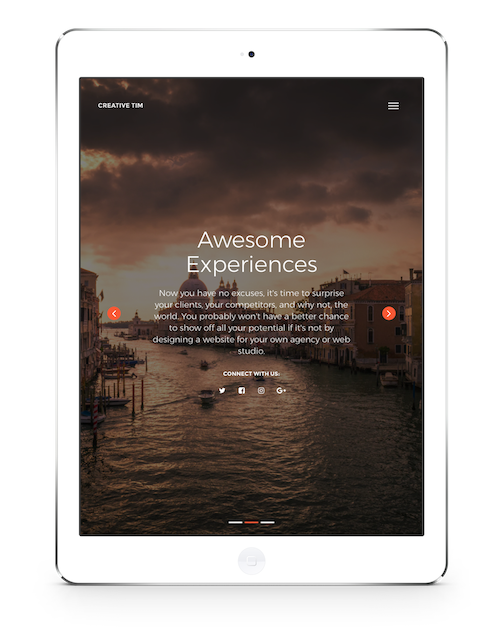 CREATIVE TIM
Awesome
Experiences
Now you have no excuses, it's time to surprise
your clients, your competitors, and why not, the
world. You probably won't have a better chance
to show off all your potential if it's not by
designing a website for your own agency or web
studio.
CONNECT WITH US:
G+